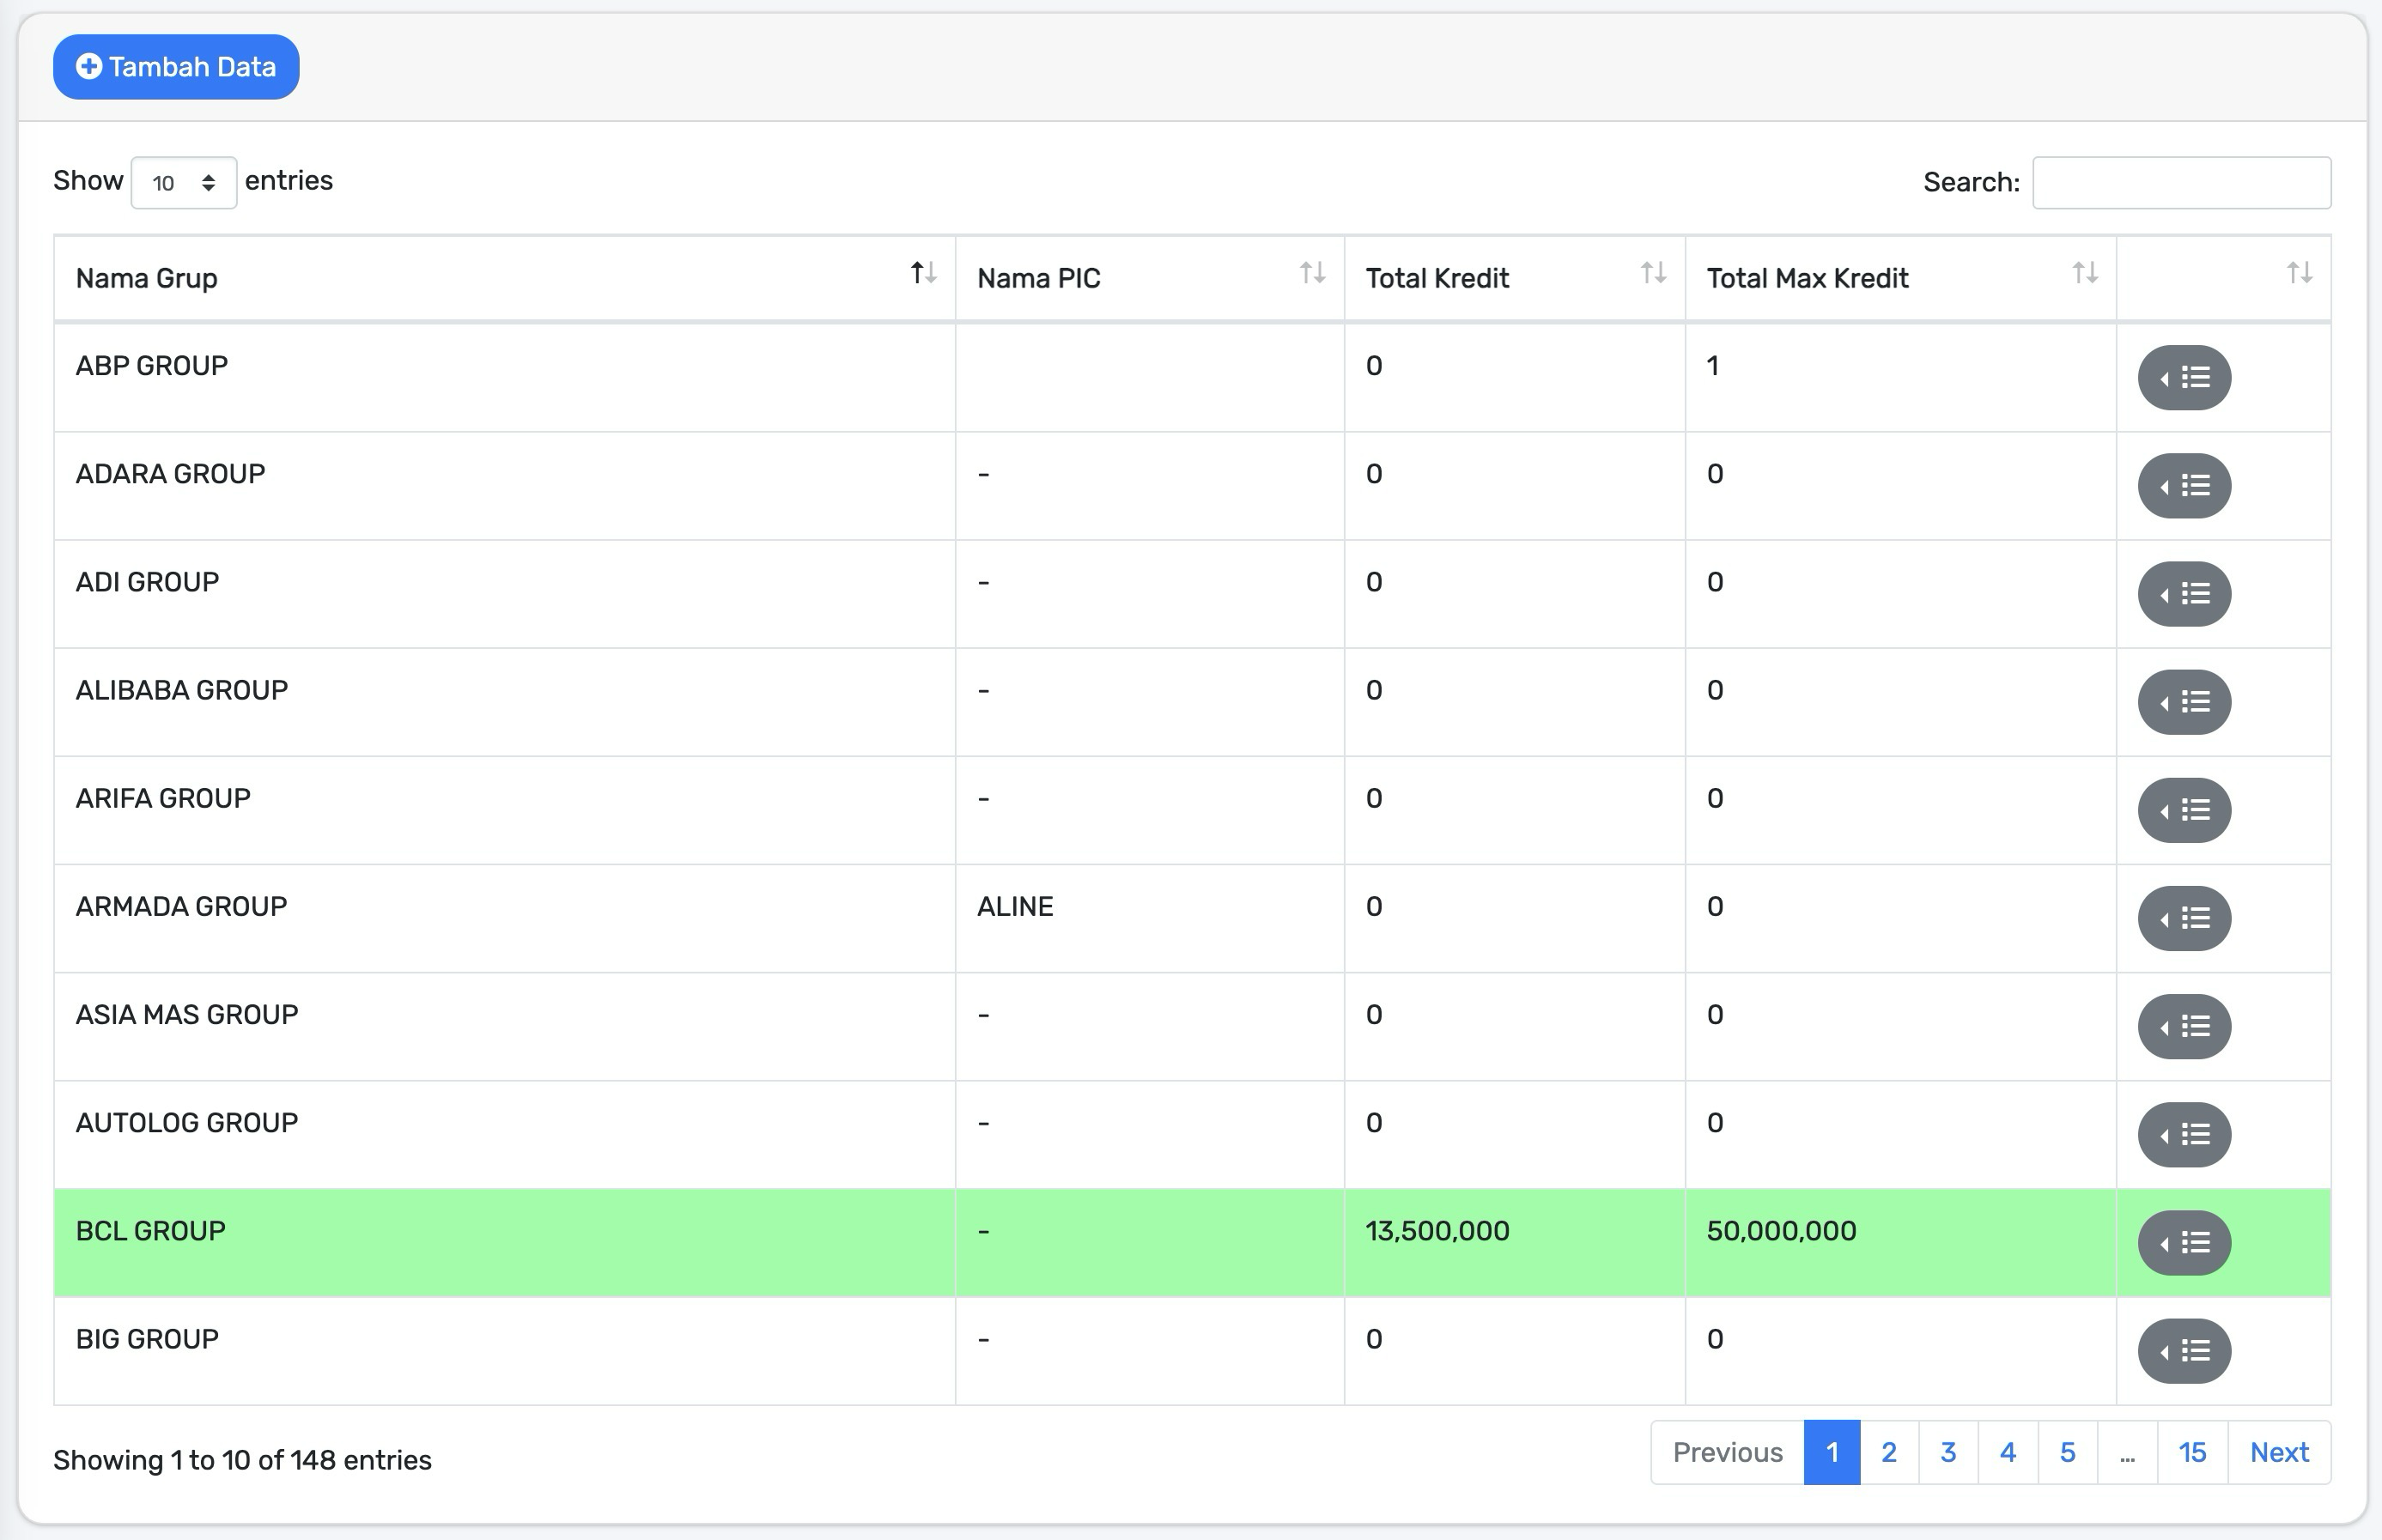 Tambah Data
Show 10 entries
Search:
Nama Grup Nama PIC Total Kredit Total Max Kredit
ABP GROUP 0 1
ADARA GROUP - 0 0
ADI GROUP - 0 0
ALIBABA GROUP - 0 0
ARIFA GROUP - 0 0
ARMADA GROUP ALINE 0 0
ASIA MAS GROUP - 0 0
AUTOLOG GROUP - 0 0
BCL GROUP - 13,500,000 50,000,000
BIG GROUP - 0 0
Showing 1 to 10 of 148 entries
Previous 1 2 3 4 5 ... 15 Next